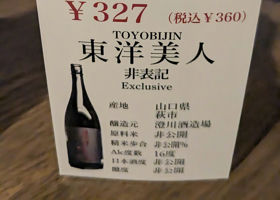 ￥327 (税込￥360)
TOYOBIJIN
東洋美人
非表記
Exclusive
産地 山口県
萩市
醸造元 澄川酒造場
原料米 非公開
精米歩合 非公開%
Alc度数 16度
日本酒度 非公開
酸度 非公開